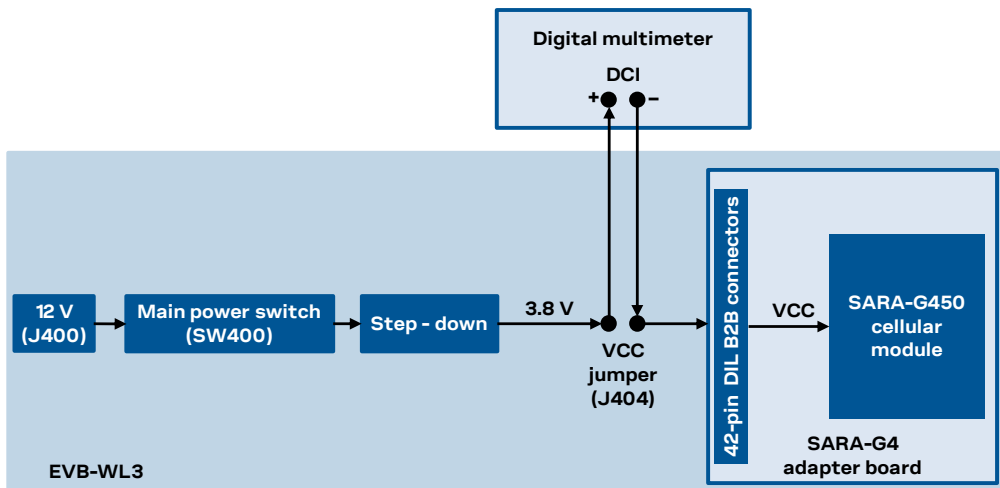 Digital multimeter
DCI
+ −
12 V
(J400)
Main power switch
(SW400)
Step - down
3.8 V
VCC
jumper
(J404)
42-pin DIL B2B connectors
VCC
SARA-G450
cellular
module
SARA-G4
adapter board
EVB-WL3